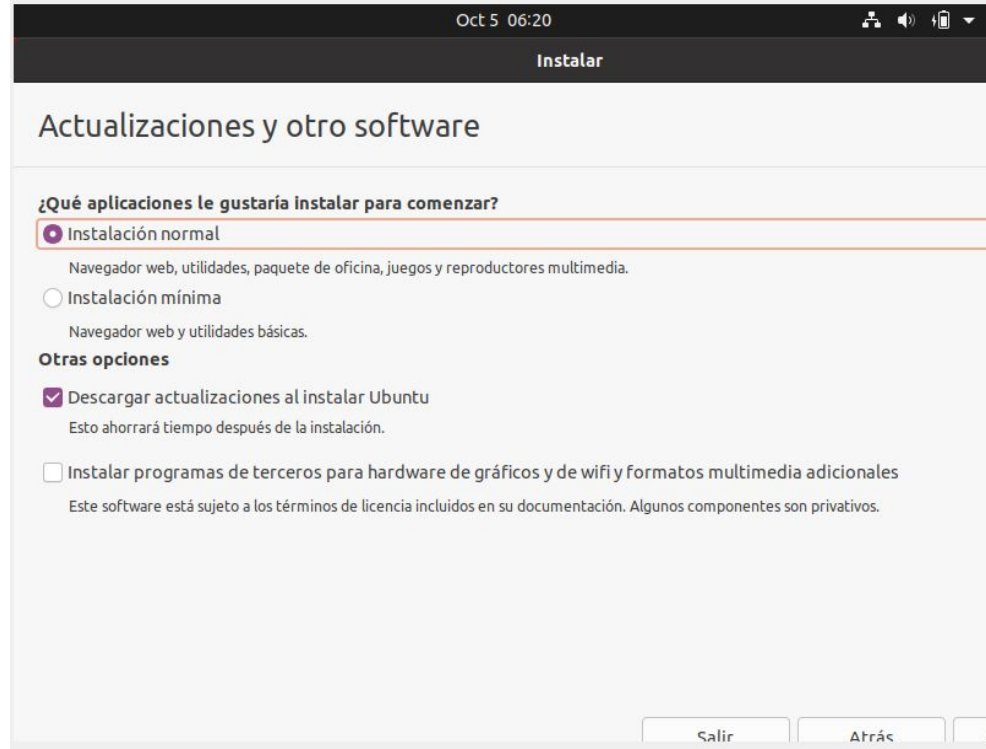 Oct 5 06:20
Instalar
Actualizaciones y otro software
¿Qué aplicaciones le gustaría instalar para comenzar?
Instalación normal
Navegador web, utilidades, paquete de oficina, juegos y reproductores multimedia.
Instalación mínima
Navegador web y utilidades básicas.
Otras opciones
Descargar actualizaciones al instalar Ubuntu
Esto ahorrará tiempo después de la instalación.
Instalar programas de terceros para hardware de gráficos y de wifi y formatos multimedia adicionales
Este software está sujeto a los términos de licencia incluidos en su documentación. Algunos componentes son privativos.
Salir Atrás